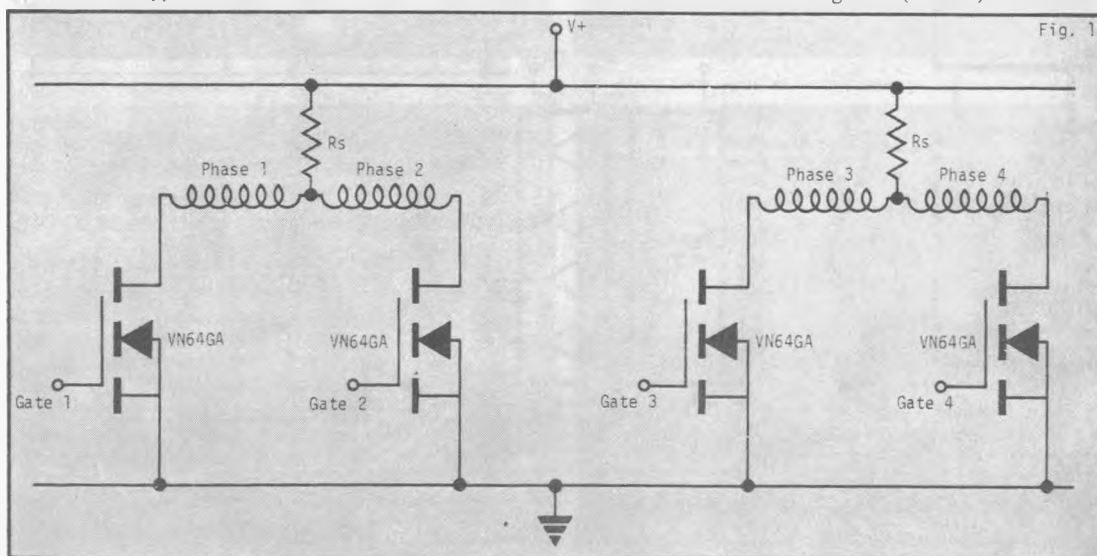 V+
Fig. 1
Rs
Rs
Phase 1
Phase 2
Phase 3
Phase 4
VN64GA
VN64GA
VN64GA
VN64GA
Gate 1
Gate 2
Gate 3
Gate 4